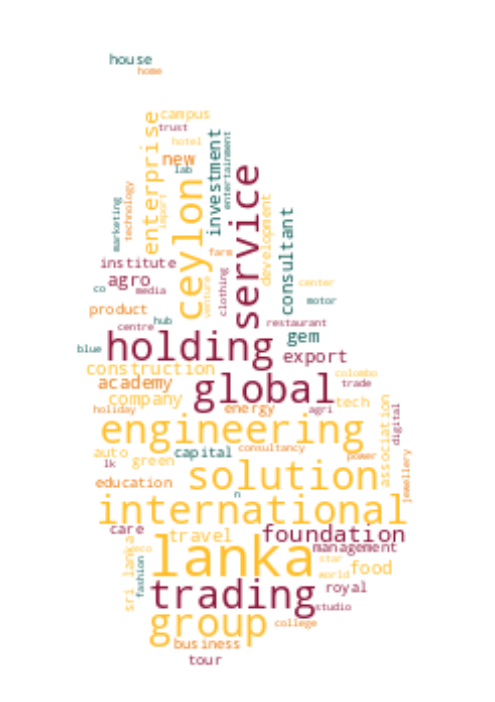 house
home
campus
enterprise
trust
investment
entertainment
hotel
new
lab
import
service
ceylon
technology
marketing
development
consultant
farm
institute
agro
media
co
venture
clothing
center
motor
product
hub
centre
restaurant
gem
blue
holding
export
construction
colombo
academy
global
trade
company
tech
holiday
energy
agri
association
digital
engineering
auto
capital
consultancy
lk
green
power
solution
education
jewellery
n
international
care
travel
foundation
sri lanka
eco
lanka
management
star
food
fashion
world
trading
royal
studio
group
college
business
tour